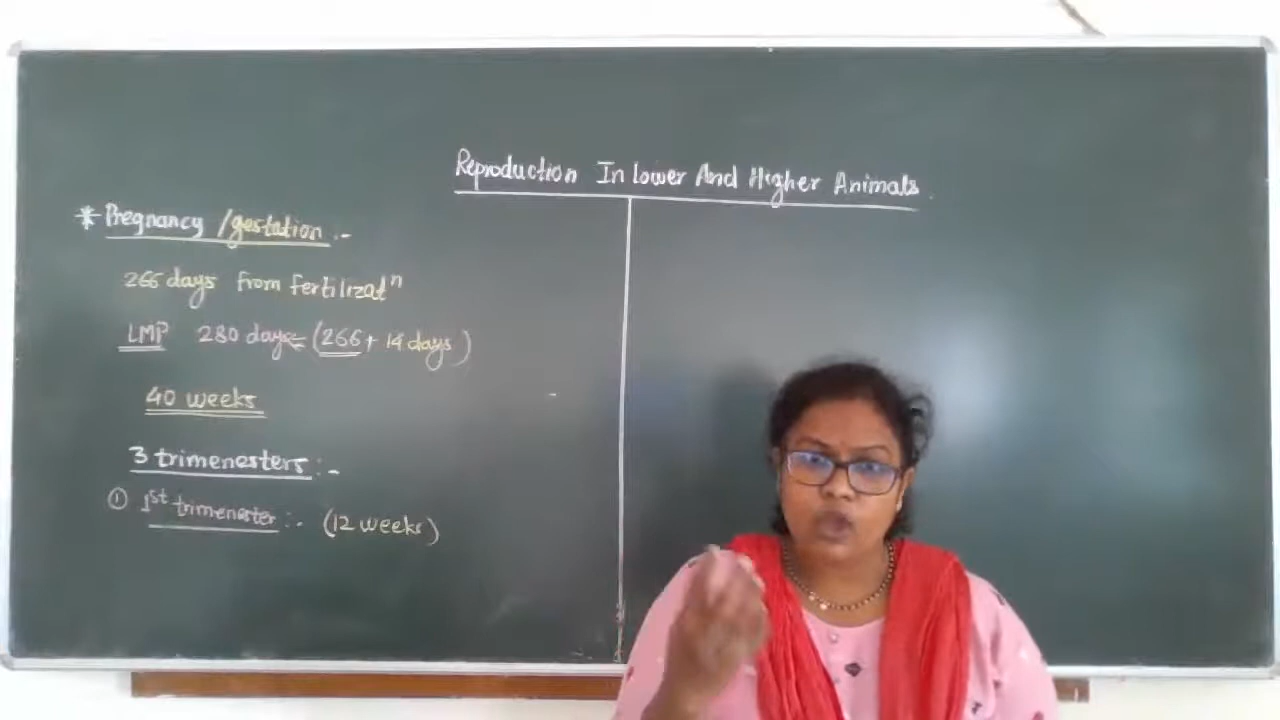 Reproduction In Lower And Higher Animals.
* Pregnancy /gestation :-
266 days from fertilizatⁿ
LMP 280 days = (266 + 14 days)
40 weeks
3 trimenesters :-
① 1st trimenester :- (12 weeks)